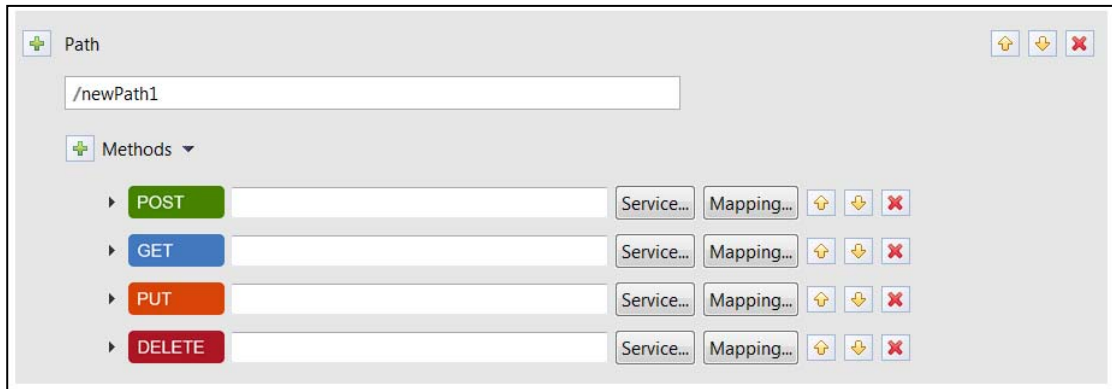 Path
/newPath1
Methods
POST Service... Mapping...
GET Service... Mapping...
PUT Service... Mapping...
DELETE Service... Mapping...